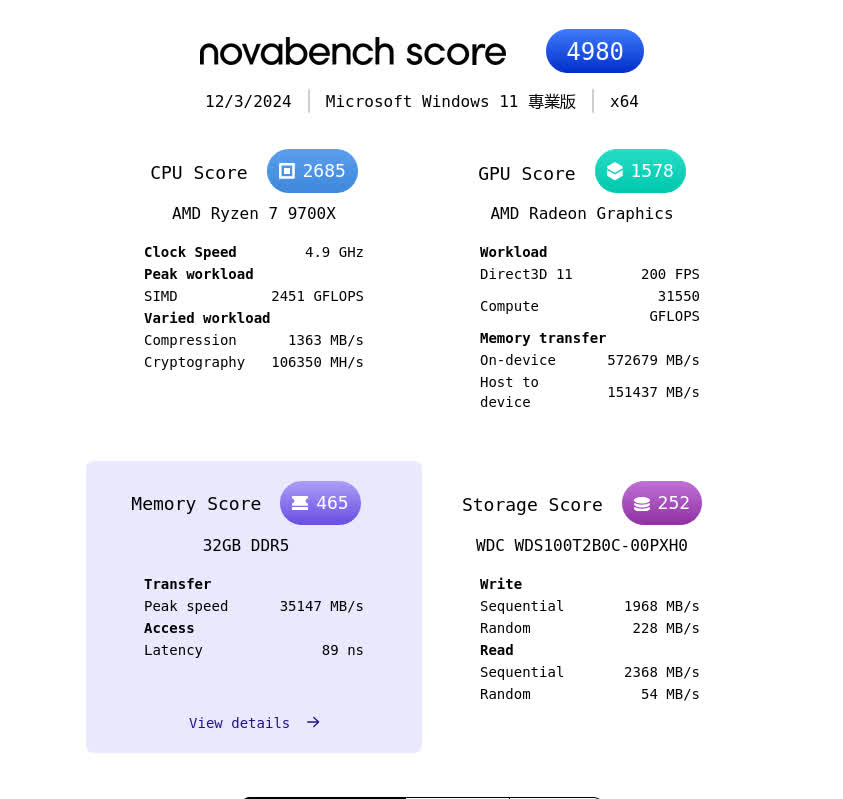 novabench score 4980
12/3/2024 Microsoft Windows 11 專業版 x64
CPU Score 2685
AMD Ryzen 7 9700X
Clock Speed 4.9 GHz
Peak workload
SIMD 2451 GFLOPS
Varied workload
Compression 1363 MB/s
Cryptography 106350 MH/s
GPU Score 1578
AMD Radeon Graphics
Workload
Direct3D 11 200 FPS
Compute 31550
GFLOPS
Memory transfer
On-device 572679 MB/s
Host to
device 151437 MB/s
Memory Score 465
32GB DDR5
Transfer
Peak speed 35147 MB/s
Access
Latency 89 ns
View details
Storage Score 252
WDC WDS100T2B0C-00PXH0
Write
Sequential 1968 MB/s
Random 228 MB/s
Read
Sequential 2368 MB/s
Random 54 MB/s